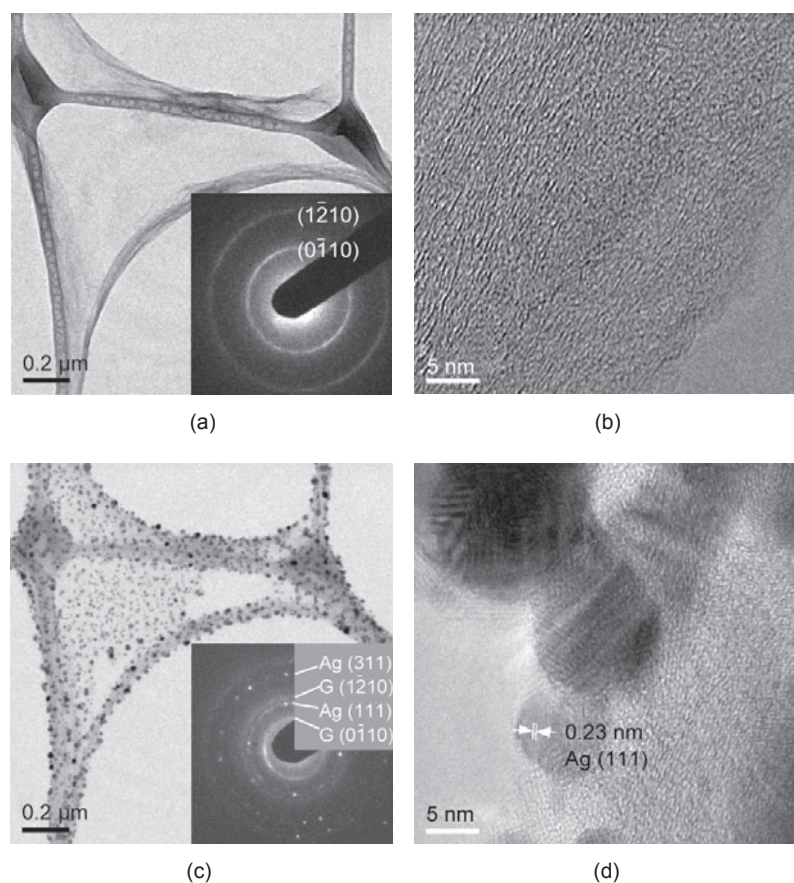 (12̄10)
(01̄10)
0.2 μm
(a)
5 nm
(b)
Ag (311)
G (12̄10)
Ag (111)
G (01̄10)
0.2 μm
(c)
0.23 nm
Ag (111)
5 nm
(d)